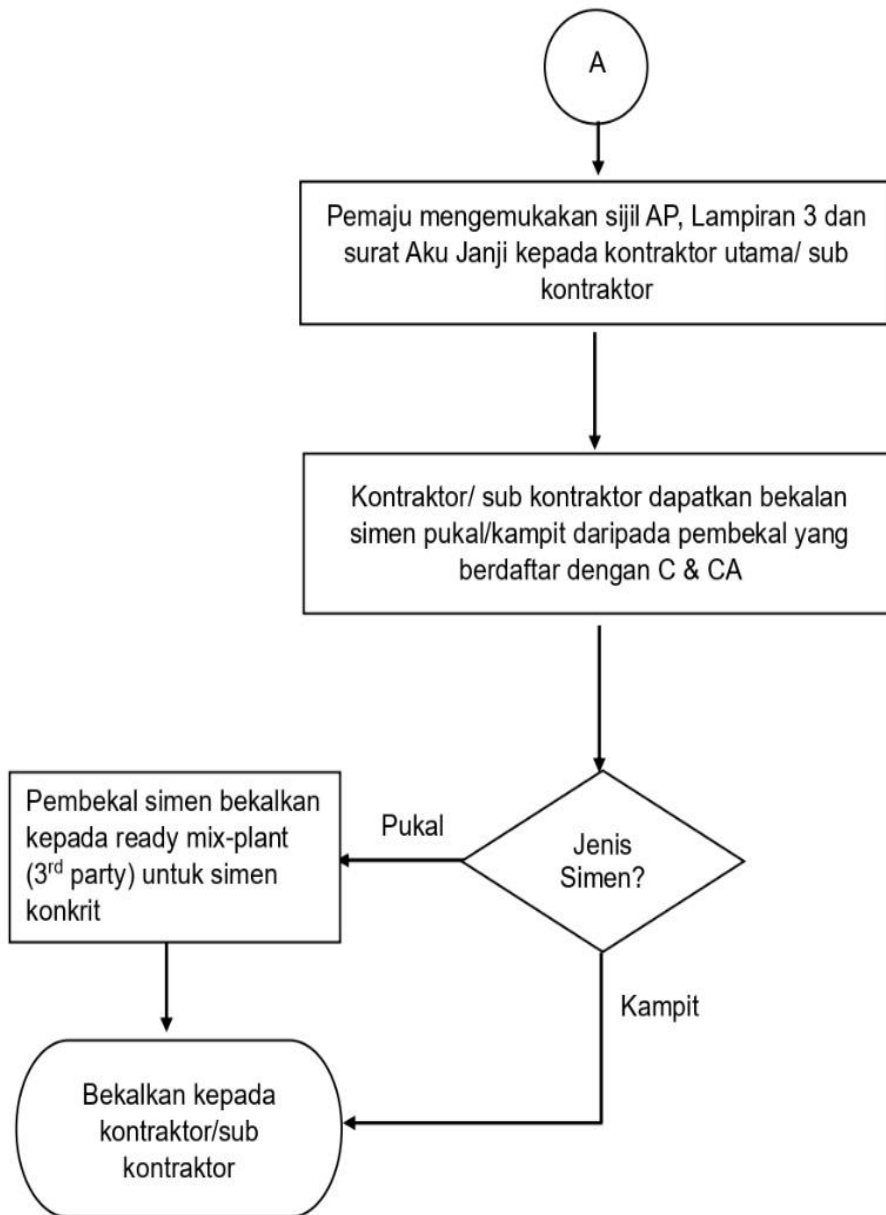 A
Pemaju mengemukakan sijil AP, Lampiran 3 dan
surat Aku Janji kepada kontraktor utama/ sub
kontraktor
Kontraktor/ sub kontraktor dapatkan bekalan
simen pukal/kampit daripada pembekal yang
berdaftar dengan C & CA
Jenis
Simen?
Pukal
Pembekal simen bekalkan
kepada ready mix-plant
(3rd party) untuk simen
konkrit
Kampit
Bekalkan kepada
kontraktor/sub
kontraktor